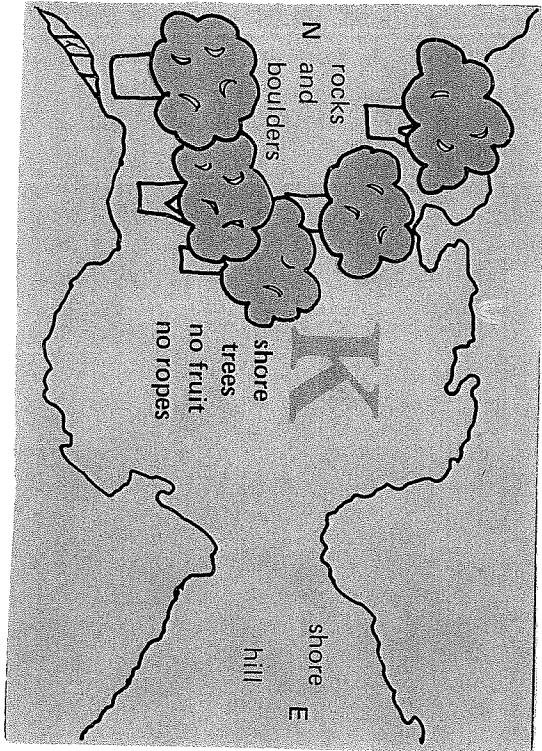 rocks
N and
boulders
K
shore
trees
no fruit
no ropes
shore
E
hill